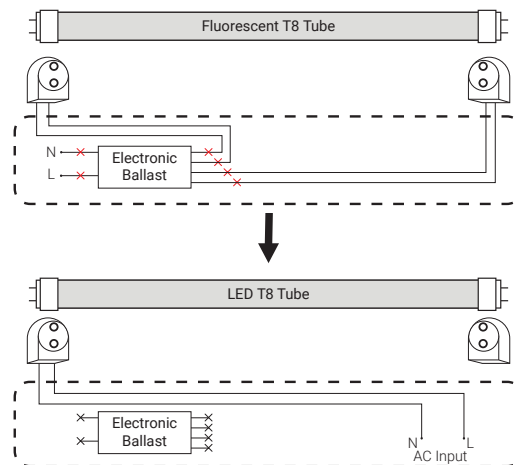 Fluorescent T8 Tube
N
L
Electronic
Ballast
LED T8 Tube
Electronic
Ballast
N
L
AC Input